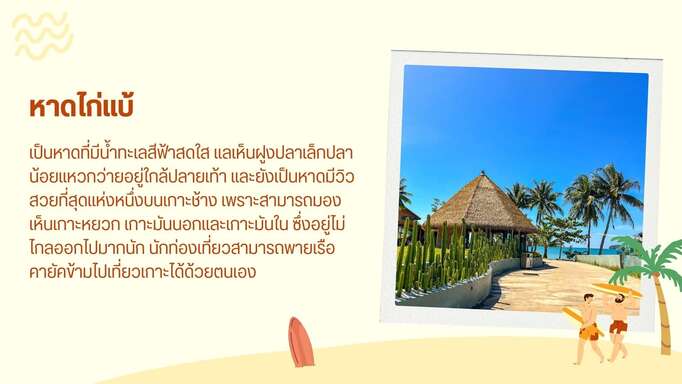 หาดไก่แบ้
เป็นหาดที่มีน้ำทะเลสีฟ้าสดใส แลเห็นฝูงปลาเล็กปลา
น้อยแหวกว่ายอยู่ใกล้ปลายเท้า และยังเป็นหาดมีวิว
สวยที่สุดแห่งหนึ่งบนเกาะช้าง เพราะสามารถมอง
เห็นเกาะหยวก เกาะมันนอกและเกาะมันใน ซึ่งอยู่ไม่
ไกลออกไปมากนัก นักท่องเที่ยวสามารถพายเรือ
คายัคข้ามไปเที่ยวเกาะได้ด้วยตนเอง